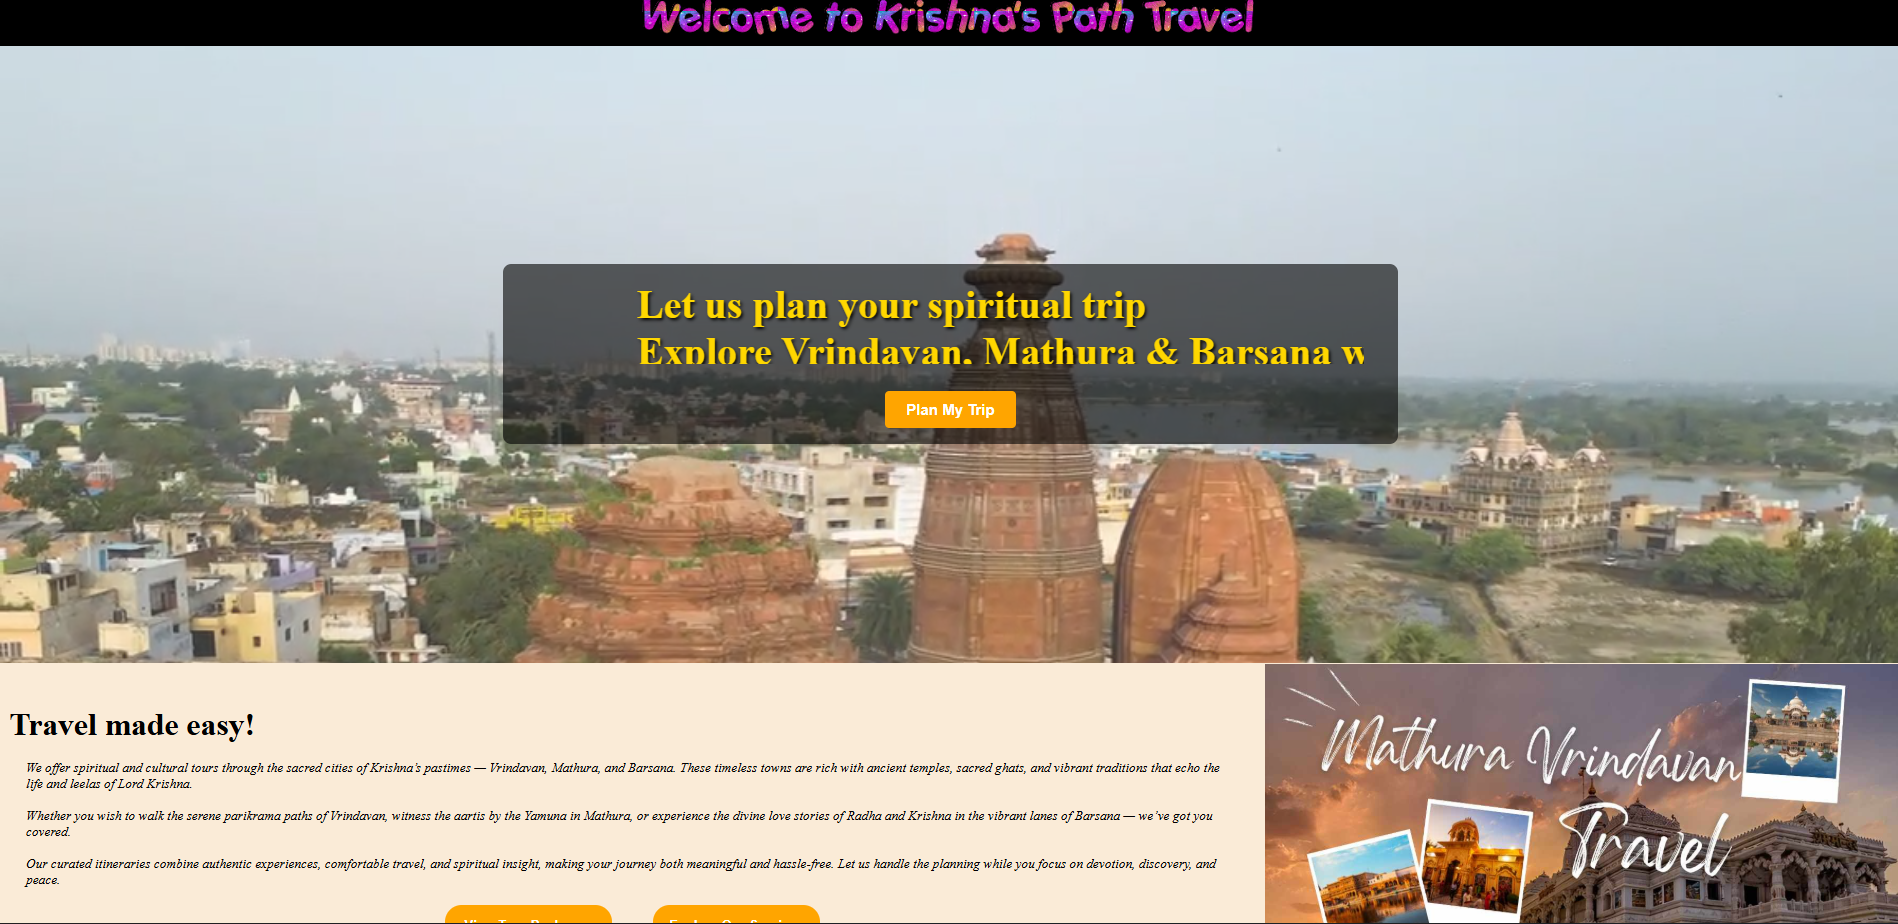 Welcome to Krishna's Path Travel
Let us plan your spiritual trip
Explore Vrindavan, Mathura & Barsana w
Plan My Trip
Travel made easy!
We offer spiritual and cultural tours through the sacred cities of Krishna's pastimes — Vrindavan, Mathura, and Barsana. These timeless towns are rich with ancient temples, sacred ghats, and vibrant traditions that echo the
life and leelas of Lord Krishna.
Whether you wish to walk the serene parikrama paths of Vrindavan, witness the aartis by the Yamuna in Mathura, or experience the divine love stories of Radha and Krishna in the vibrant lanes of Barsana — we've got you
covered.
Our curated itineraries combine authentic experiences, comfortable travel, and spiritual insight, making your journey both meaningful and hassle-free. Let us handle the planning while you focus on devotion, discovery, and
peace.
Mathura Vrindavan
Travel